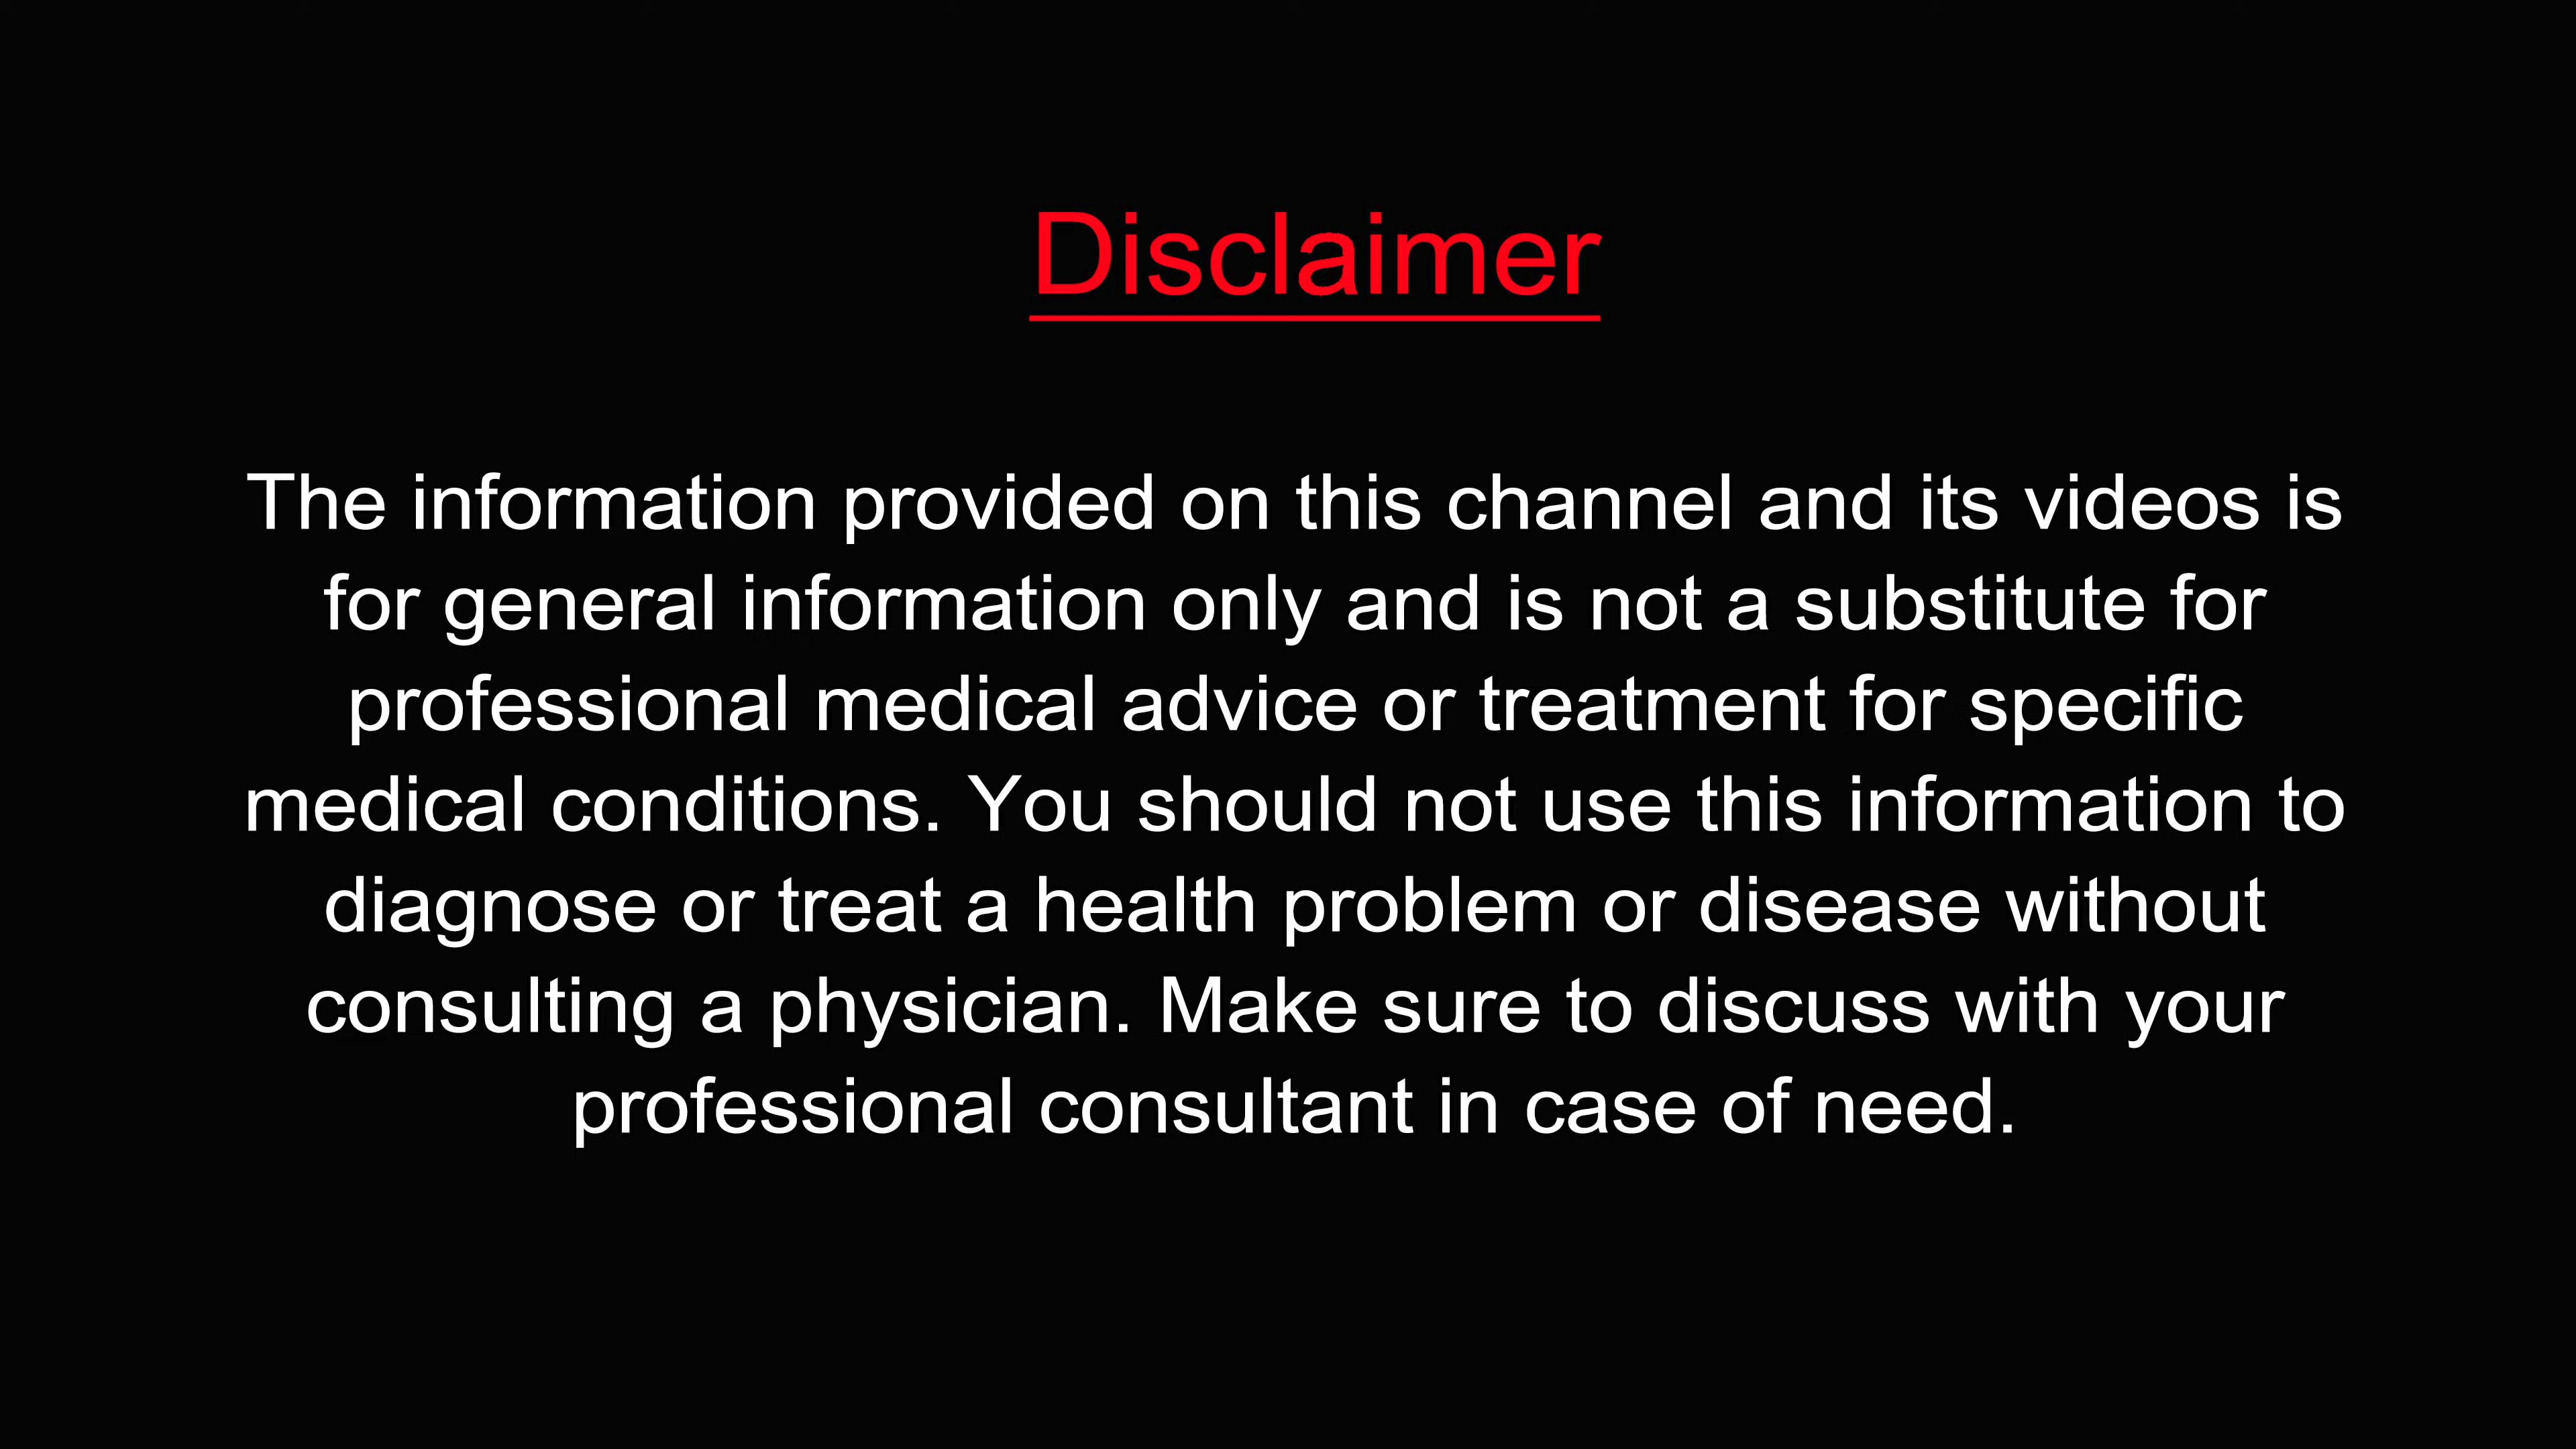 Disclaimer
The information provided on this channel and its videos is
for general information only and is not a substitute for
professional medical advice or treatment for specific
medical conditions. You should not use this information to
diagnose or treat a health problem or disease without
consulting a physician. Make sure to discuss with your
professional consultant in case of need.